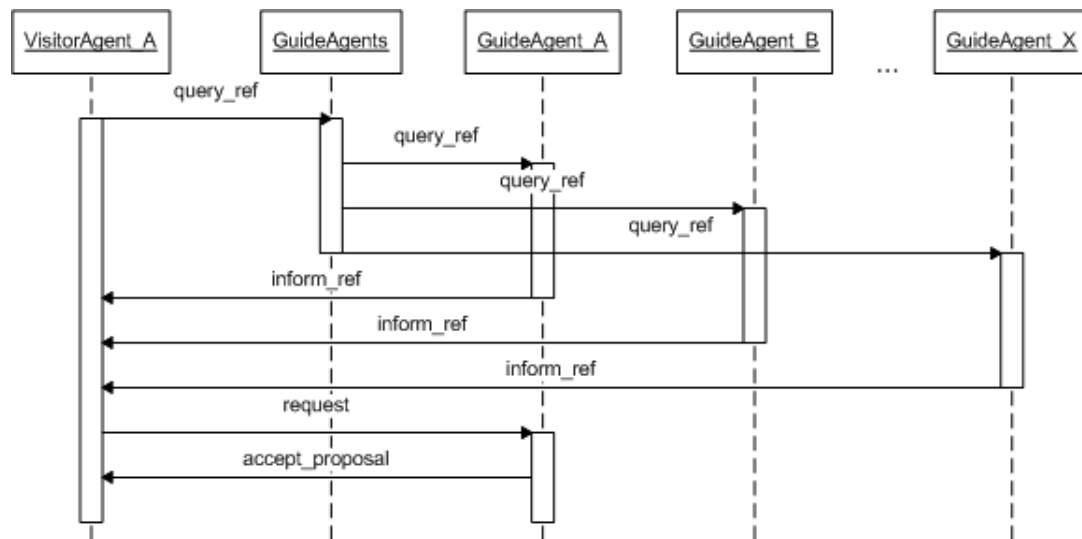 VisitorAgent_A
GuideAgents
GuideAgent_A
GuideAgent_B
...
GuideAgent_X
query_ref
query_ref
query_ref
query_ref
inform_ref
inform_ref
inform_ref
request
accept_proposal